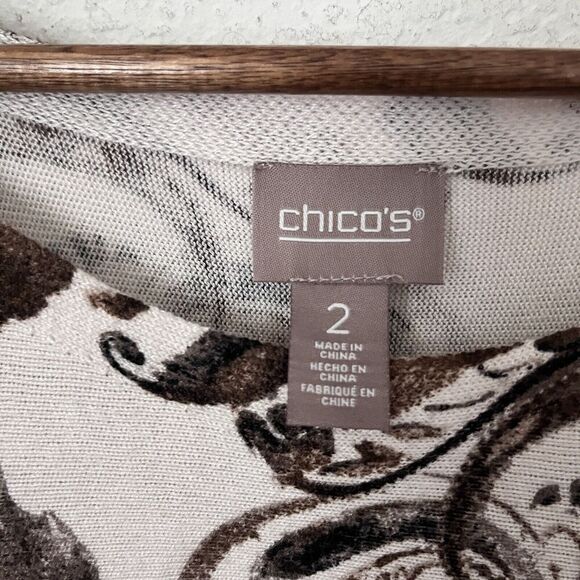 chico's®
2
MADE IN
CHINA
HECHO EN
CHINA
FABRIQUÉ EN
CHINE